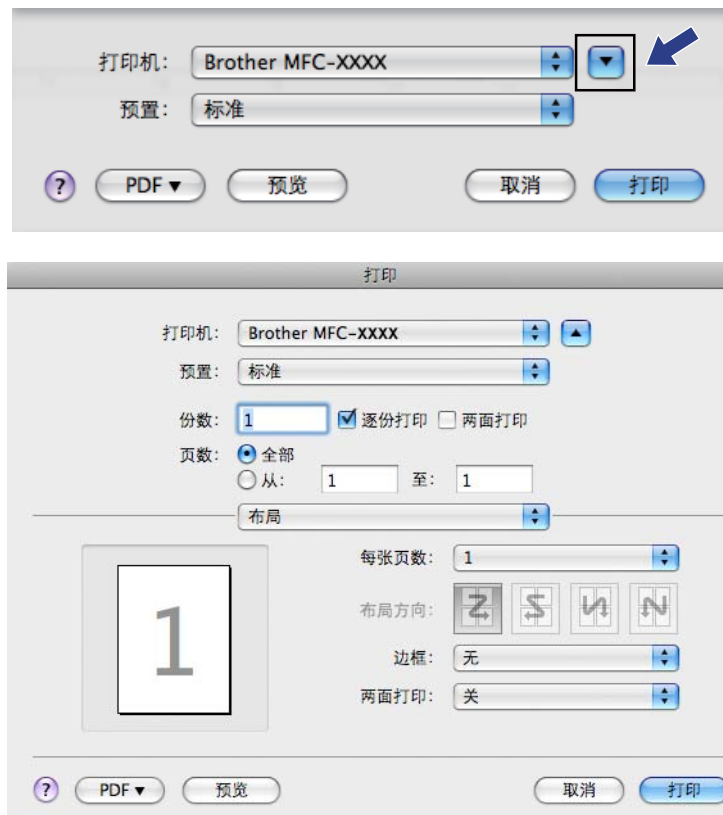 打印机: Brother MFC-XXXX
预置: 标准
? PDF▼ 预览 取消 打印
打印
打印机: Brother MFC-XXXX
预置: 标准
份数: 1 逐份打印 两面打印
页数: 全部
从: 1 至: 1
布局
每张页数: 1
1
布局方向:
边框: 无
两面打印: 关
? PDF▼ 预览 取消 打印